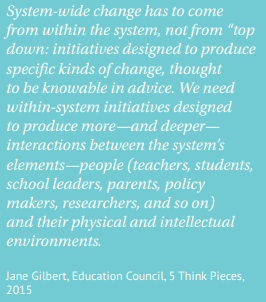 System-wide change has to come
from within the system, not from “top
down: initiatives designed to produce
specific kinds of change, thought
to be knowable in advice. We need
within-system initiatives designed
to produce more—and deeper—
interactions between the system's
elements—people (teachers, students,
school leaders, parents, policy
makers, researchers, and so on)
and their physical and intellectual
environments.
Jane Gilbert, Education Council, 5 Think Pieces,
2015